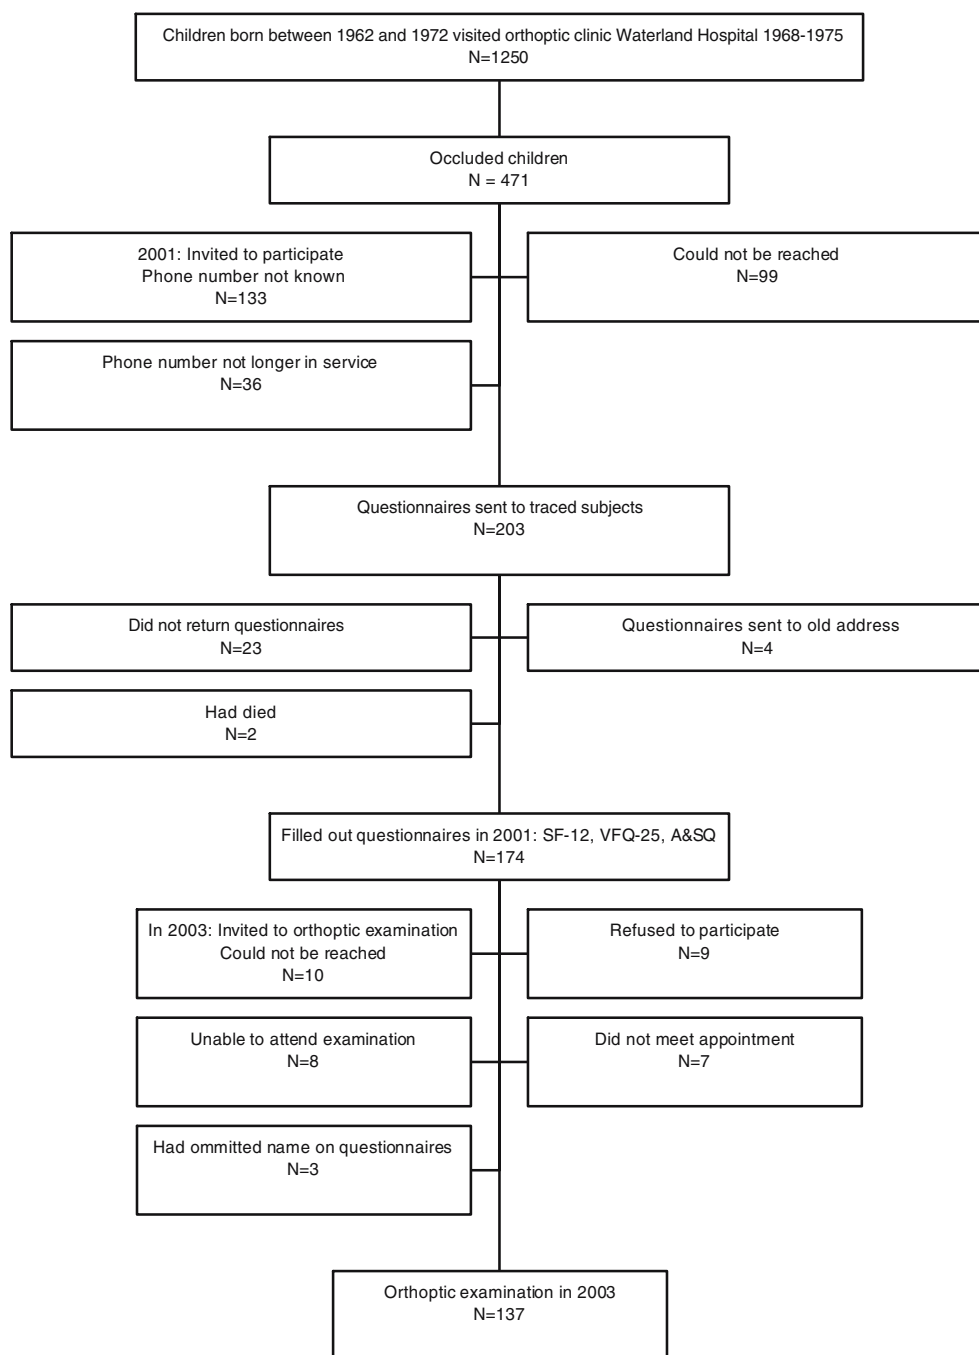 Children born between 1962 and 1972 visited orthoptic clinic Waterland Hospital 1968-1975
N=1250
Occluded children
N = 471
2001: Invited to participate
Phone number not known
N=133
Could not be reached
N=99
Phone number not longer in service
N=36
Questionnaires sent to traced subjects
N=203
Did not return questionnaires
N=23
Questionnaires sent to old address
N=4
Had died
N=2
Filled out questionnaires in 2001: SF-12, VFQ-25, A&SQ
N=174
In 2003: Invited to orthoptic examination
Could not be reached
N=10
Refused to participate
N=9
Unable to attend examination
N=8
Did not meet appointment
N=7
Had ommitted name on questionnaires
N=3
Orthoptic examination in 2003
N=137